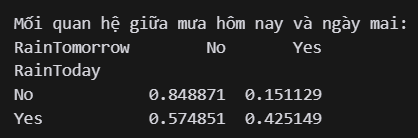 Mối quan hệ giữa mưa hôm nay và ngày mai:
RainTomorrow No Yes
RainToday
No 0.848871 0.151129
Yes 0.574851 0.425149